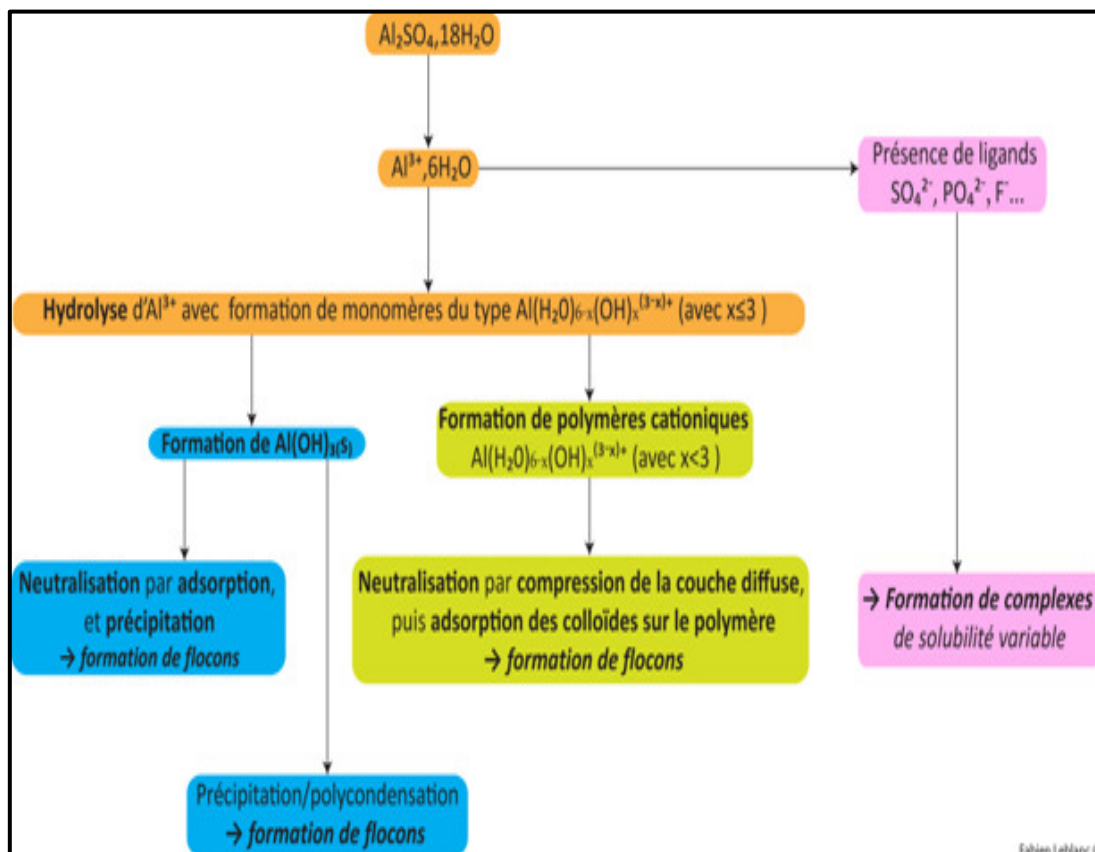 Al₂SO₄,18H₂O
Al³⁺,6H₂O
Présence de ligands
SO₄²⁻, PO₄²⁻, F⁻...
Hydrolyse d'Al³⁺ avec formation de monomères du type Al(H₂0)₆₋ₓ(OH)ₓ⁽³⁻ˣ⁾⁺ (avec x≤3 )
Formation de Al(OH)₃₍s₎
Formation de polymères cationiques
Al(H₂0)₆₋ₓ(OH)ₓ⁽³⁻ˣ⁾⁺ (avec x<3 )
Neutralisation par adsorption,
et précipitation
→ formation de flocons
Neutralisation par compression de la couche diffuse,
puis adsorption des colloïdes sur le polymère
→ formation de flocons
→ Formation de complexes
de solubilité variable
Précipitation/polycondensation
→ formation de flocons
Fabien Leblanc